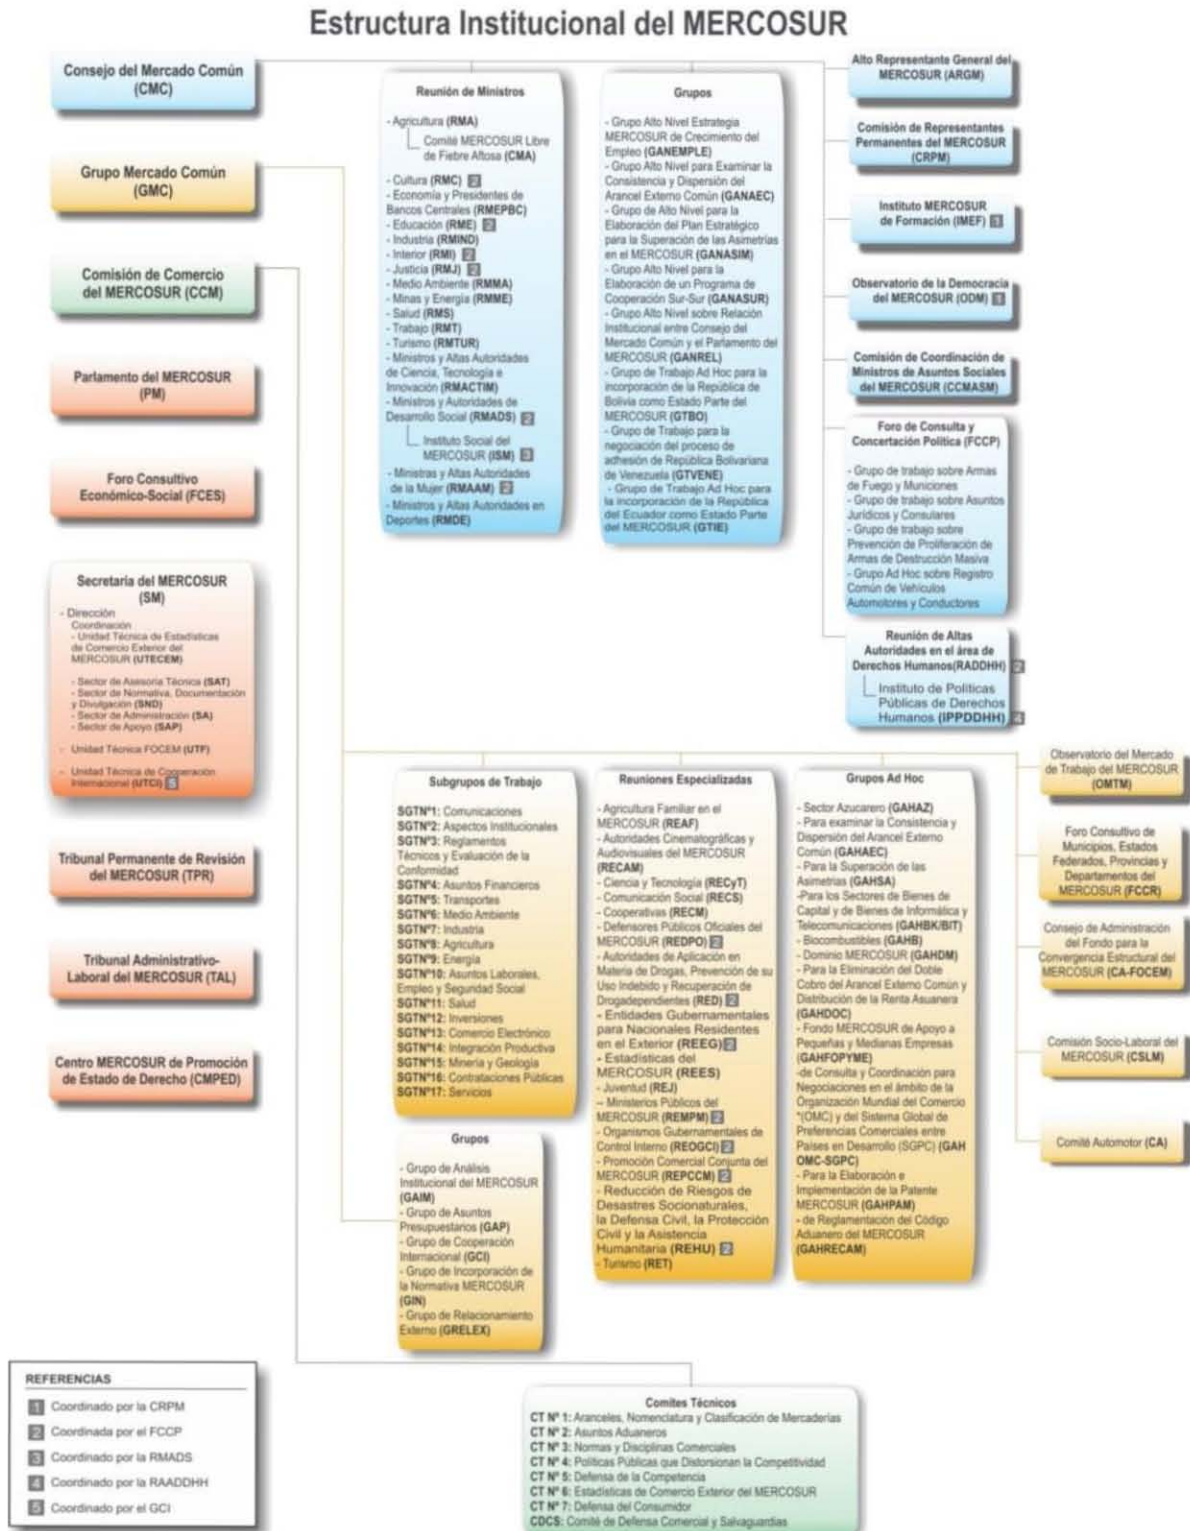 Estructura Institucional del MERCOSUR
Consejo del Mercado Común
(CMC)
Grupo Mercado Común
(GMC)
Comisión de Comercio
del MERCOSUR (CCM)
Parlamento del MERCOSUR
(PM)
Foro Consultivo
Económico-Social (FCES)
Secretaría del MERCOSUR
(SM)
- Dirección
Coordinación
- Unidad Técnica de Estadísticas
de Comercio Exterior del
MERCOSUR (UTECEM)
- Sector de Asesoría Técnica (SAT)
- Sector de Normativa, Documentación
y Divulgación (SND)
- Sector de Administración (SA)
- Sector de Apoyo (SAP)
- Unidad Técnica FOCEM (UTF)
- Unidad Técnica de Cooperación
Internacional (UTCI) 5
Tribunal Permanente de Revisión
del MERCOSUR (TPR)
Tribunal Administrativo-
Laboral del MERCOSUR (TAL)
Centro MERCOSUR de Promoción
de Estado de Derecho (CMPED)
Reunión de Ministros
- Agricultura (RMA)
Comité MERCOSUR Libre
de Fiebre Aftosa (CMA)
- Cultura (RMC) 2
- Economía y Presidentes de
Bancos Centrales (RMEPBC)
- Educación (RME) 2
- Industria (RMIND)
- Interior (RMI) 2
- Justicia (RMJ) 2
- Medio Ambiente (RMMA)
- Minas y Energía (RMME)
- Salud (RMS)
- Trabajo (RMT)
- Turismo (RMTUR)
- Ministros y Altas Autoridades
de Ciencia, Tecnología e
Innovación (RMACTIM)
- Ministros y Autoridades de
Desarrollo Social (RMADS) 2
Instituto Social del
MERCOSUR (ISM) 3
- Ministras y Altas Autoridades
de la Mujer (RMAAM) 2
- Ministros y Altas Autoridades en
Deportes (RMDE)
Grupos
- Grupo Alto Nivel Estrategia
MERCOSUR de Crecimiento del
Empleo (GANEMPLE)
- Grupo Alto Nivel para Examinar la
Consistencia y Dispersión del
Arancel Externo Común (GANAEC)
- Grupo de Alto Nivel para la
Elaboración del Plan Estratégico
para la Superación de las Asimetrías
en el MERCOSUR (GANASIM)
- Grupo Alto Nivel para la
Elaboración de un Programa de
Cooperación Sur-Sur (GANASUR)
- Grupo Alto Nivel sobre Relación
Institucional entre Consejo del
Mercado Común y el Parlamento del
MERCOSUR (GANREL)
- Grupo de Trabajo Ad Hoc para la
incorporación de la República de
Bolivia como Estado Parte del
MERCOSUR (GTBO)
- Grupo de Trabajo para la
negociación del proceso de
adhesión de República Bolivariana
de Venezuela (GTVENE)
- Grupo de Trabajo Ad Hoc para
la incorporación de la República
del Ecuador como Estado Parte
del MERCOSUR (GTIE)
Alto Representante General del
MERCOSUR (ARGM)
Comisión de Representantes
Permanentes del MERCOSUR
(CRPM)
Instituto MERCOSUR
de Formación (IMEF) 1
Observatorio de la Democracia
del MERCOSUR (ODM) 1
Comisión de Coordinación de
Ministros de Asuntos Sociales
del MERCOSUR (CCMASM)
Foro de Consulta y
Concertación Política (FCCP)
- Grupo de trabajo sobre Armas
de Fuego y Municiones
- Grupo de trabajo sobre Asuntos
Jurídicos y Consulares
- Grupo de trabajo sobre
Prevención de Proliferación de
Armas de Destrucción Masiva
- Grupo Ad Hoc sobre Registro
Común de Vehículos
Automotores y Conductores
Reunión de Altas
Autoridades en el área de
Derechos Humanos(RADDHH) 2
Instituto de Políticas
Públicas de Derechos
Humanos (IPPDDHH) 4
Subgrupos de Trabajo
SGTNº1: Comunicaciones
SGTNº2: Aspectos Institucionales
SGTNº3: Reglamentos
Técnicos y Evaluación de la
Conformidad
SGTNº4: Asuntos Financieros
SGTNº5: Transportes
SGTNº6: Medio Ambiente
SGTNº7: Industria
SGTNº8: Agricultura
SGTNº9: Energía
SGTNº10: Asuntos Laborales,
Empleo y Seguridad Social
SGTNº11: Salud
SGTNº12: Inversiones
SGTNº13: Comercio Electrónico
SGTNº14: Integración Productiva
SGTNº15: Minería y Geología
SGTNº16: Contrataciones Públicas
SGTNº17: Servicios
Grupos
- Grupo de Análisis
Institucional del MERCOSUR
(GAIM)
- Grupo de Asuntos
Presupuestarios (GAP)
- Grupo de Cooperación
Internacional (GCI)
- Grupo de Incorporación de
la Normativa MERCOSUR
(GIN)
- Grupo de Relacionamiento
Externo (GRELEX)
Reuniones Especializadas
- Agricultura Familiar en el
MERCOSUR (REAF)
- Autoridades Cinematográficas y
Audiovisuales del MERCOSUR
(RECAM)
- Ciencia y Tecnología (RECyT)
- Comunicación Social (RECS)
- Cooperativas (RECM)
- Defensores Públicos Oficiales del
MERCOSUR (REDPO) 2
- Autoridades de Aplicación en
Materia de Drogas, Prevención de su
Uso Indebido y Recuperación de
Drogadependientes (RED) 2
- Entidades Gubernamentales
para Nacionales Residentes
en el Exterior (REEG) 2
- Estadísticas del
MERCOSUR (REES)
- Juventud (REJ)
– Ministerios Públicos del
MERCOSUR (REMPM) 2
- Organismos Gubernamentales de
Control Interno (REOGCI) 2
- Promoción Comercial Conjunta del
MERCOSUR (REPCCM) 2
- Reducción de Riesgos de
Desastres Socionaturales,
la Defensa Civil, la Protección
Civil y la Asistencia
Humanitaria (REHU) 2
- Turismo (RET)
Grupos Ad Hoc
- Sector Azucarero (GAHAZ)
- Para examinar la Consistencia y
Dispersión del Arancel Externo
Común (GAHAEC)
- Para la Superación de las
Asimetrias (GAHSA)
-Para los Sectores de Bienes de
Capital y de Bienes de Informática y
Telecomunicaciones (GAHBK/BIT)
- Biocombustibles (GAHB)
- Dominio MERCOSUR (GAHDM)
- Para la Eliminación del Doble
Cobro del Arancel Externo Común y
Distribución de la Renta Asuanera
(GAHDOC)
- Fondo MERCOSUR de Apoyo a
Pequeñas y Medianas Empresas
(GAHFOPYME)
-de Consulta y Coordinación para
Negociaciones en el ámbito de la
Organización Mundial del Comercio
"(OMC) y del Sistema Global de
Preferencias Comerciales entre
Países en Desarrollo (SGPC) (GAH
OMC-SGPC)
- Para la Elaboración e
Implementación de la Patente
MERCOSUR (GAHPAM)
- de Reglamentación del Código
Aduanero del MERCOSUR
(GAHRECAM)
Observatorio del Mercado
de Trabajo del MERCOSUR
(OMTM)
Foro Consultivo de
Municipios, Estados
Federados, Provincias y
Departamentos del
MERCOSUR (FCCR)
Consejo de Administración
del Fondo para la
Convergencia Estructural del
MERCOSUR (CA-FOCEM)
Comisión Socio-Laboral del
MERCOSUR (CSLM)
Comité Automotor (CA)
REFERENCIAS
1 Coordinado por la CRPM
2 Coordinada por el FCCP
3 Coordinado por la RMADS
4 Coordinado por la RAADDHH
5 Coordinado por el GCI
Comites Técnicos
CT Nº 1: Aranceles, Nomenclatura y Clasificación de Mercaderías
CT Nº 2: Asuntos Aduaneros
CT Nº 3: Normas y Disciplinas Comerciales
CT Nº 4: Políticas Públicas que Distorsionan la Competitividad
CT Nº 5: Defensa de la Competencia
CT Nº 6: Estadísticas de Comercio Exterior del MERCOSUR
CT Nº 7: Defensa del Consumidor
CDCS: Comité de Defensa Comercial y Salvaguardias